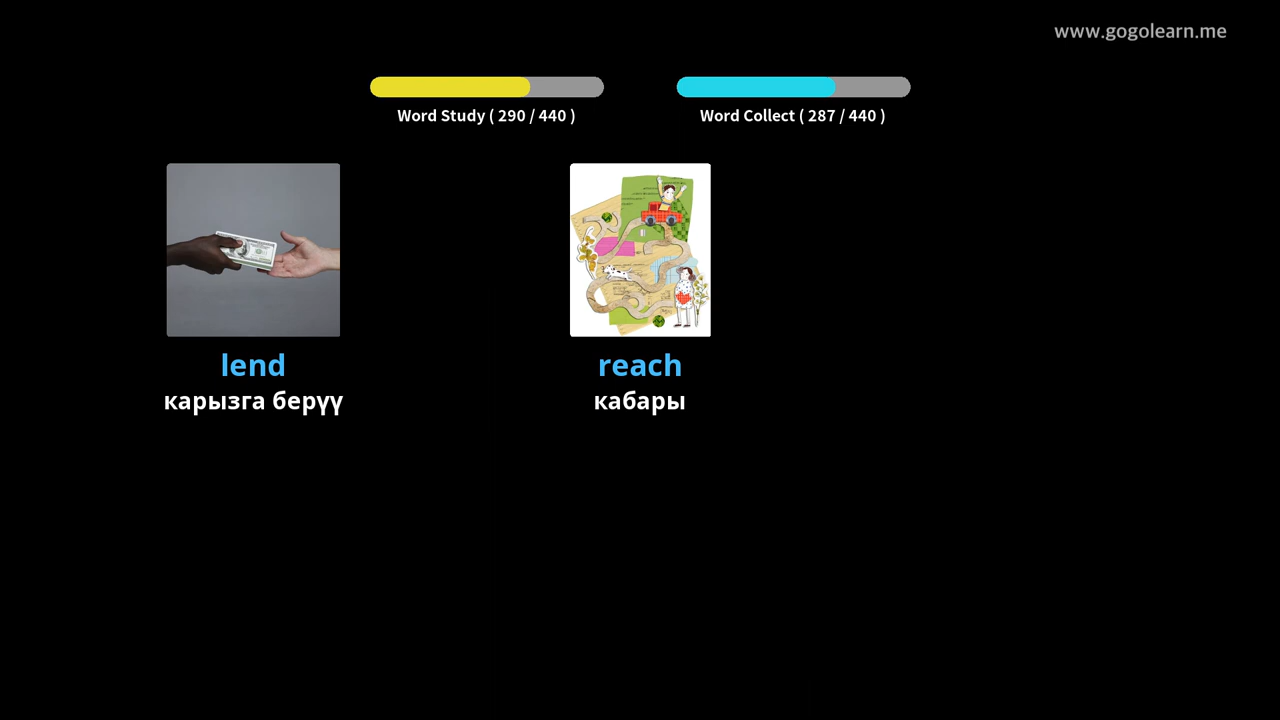 www.gogolearn.me
Word Study ( 290 / 440 )
Word Collect ( 287 / 440 )
lend
reach
карызга берүү
кабары